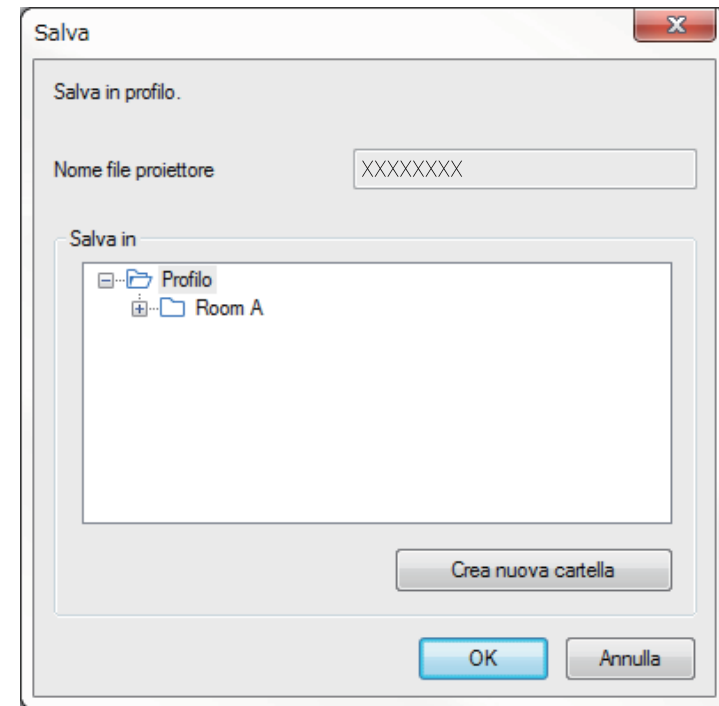 Salva
Salva in profilo.
Nome file proiettore XXXXXXXX
Salva in
Profilo
Room A
Crea nuova cartella
OK Annulla